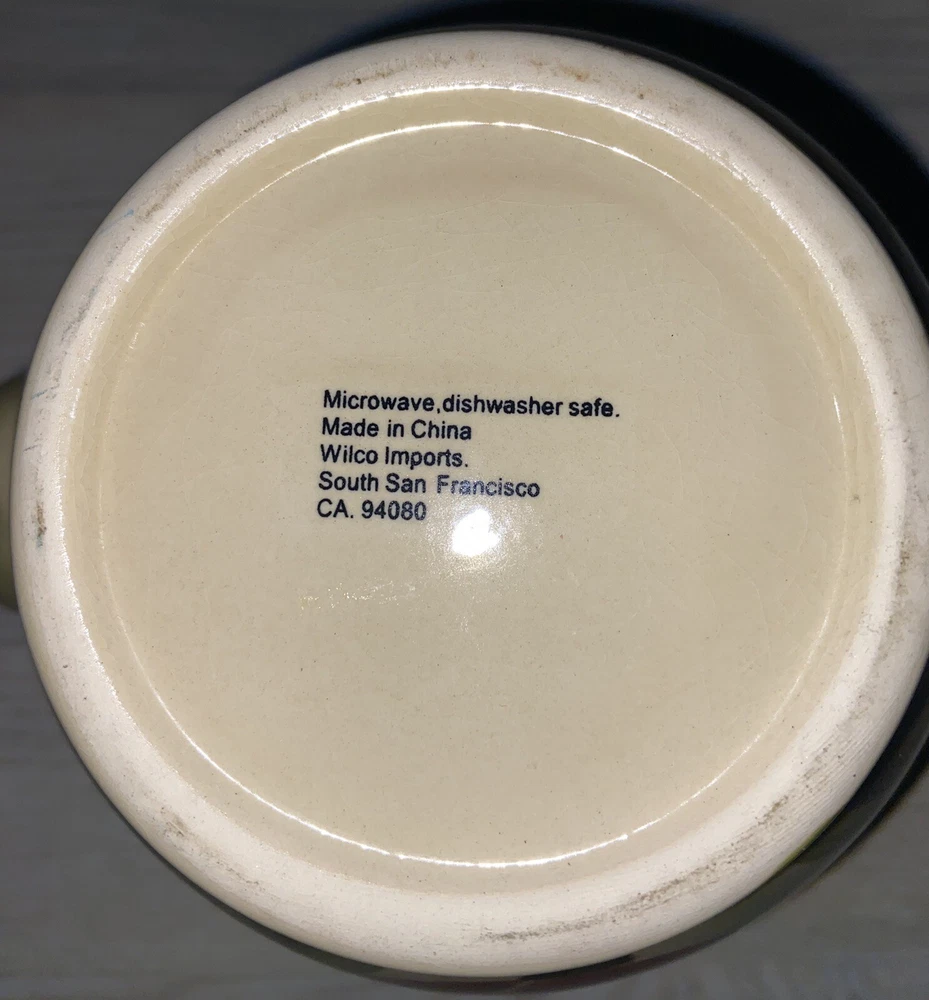 Microwave,dishwasher safe.
Made in China
Wilco Imports.
South San Francisco
CA. 94080